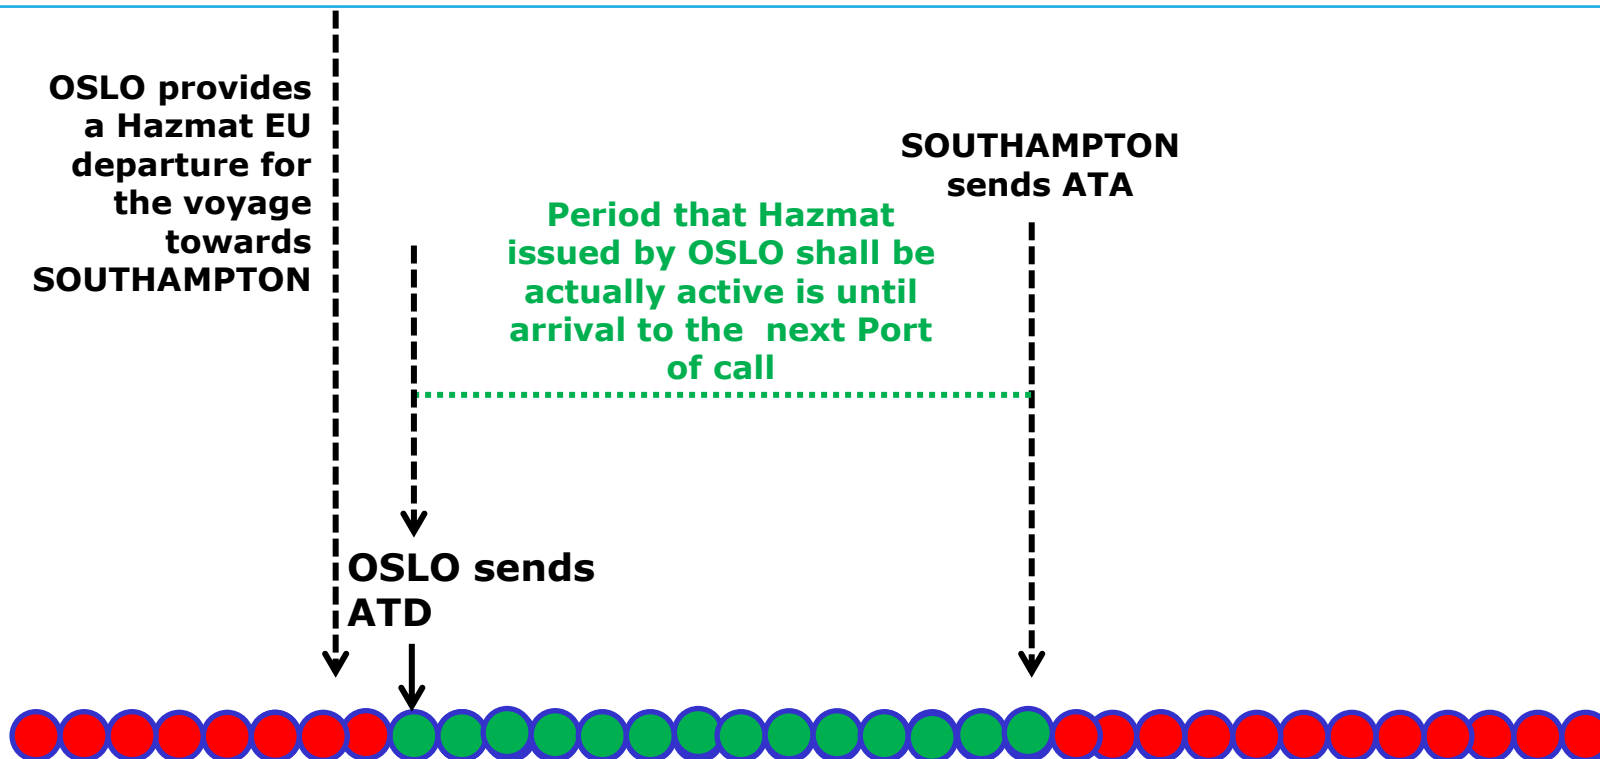 OSLO provides
a Hazmat EU
departure for
the voyage
towards
SOUTHAMPTON
SOUTHAMPTON
sends ATA
Period that Hazmat
issued by OSLO shall be
actually active is until
arrival to the  next Port
of call
OSLO sends
ATD